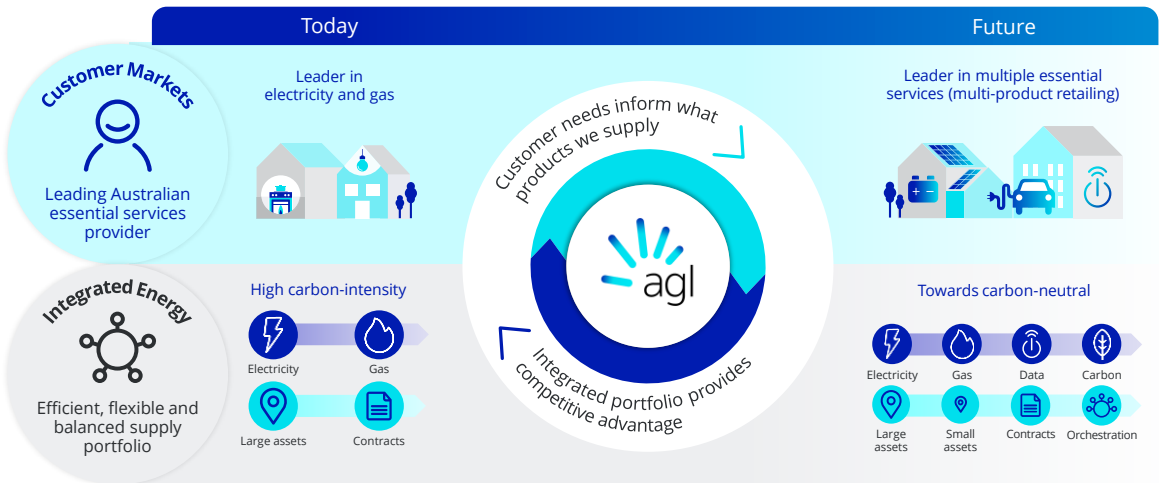 Today
Future
Customer Markets
Leading Australian
essential services
provider
Leader in
electricity and gas
Customer needs inform what
products we supply
agl
Integrated portfolio provides
competitive advantage
Leader in multiple essential
services (multi-product retailing)
Integrated Energy
Efficient, flexible and
balanced supply
portfolio
High carbon-intensity
Electricity
Gas
Large assets
Contracts
Towards carbon-neutral
Electricity
Gas
Data
Carbon
Large
assets
Small
assets
Contracts
Orchestration